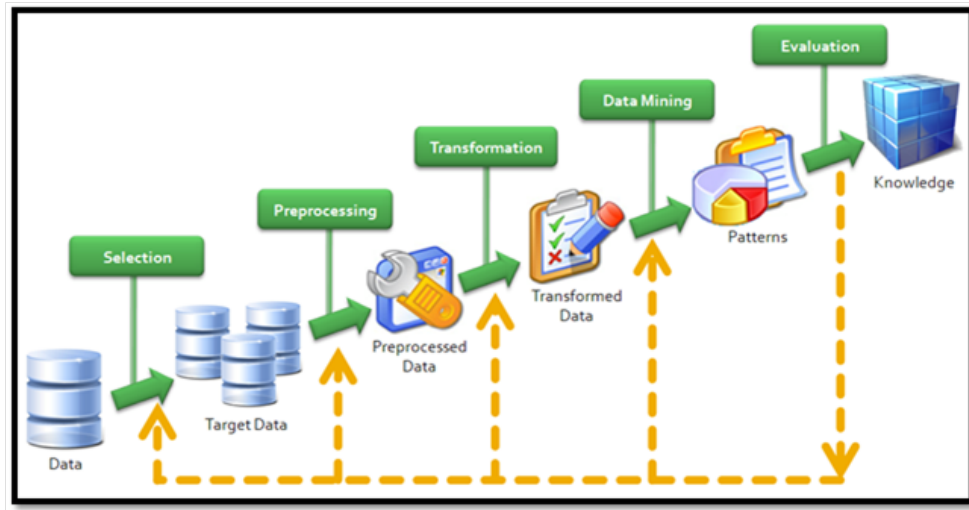 Evaluation
Data Mining
Transformation
Preprocessing
Selection
Knowledge
Patterns
Transformed
Data
Preprocessed
Data
Target Data
Data